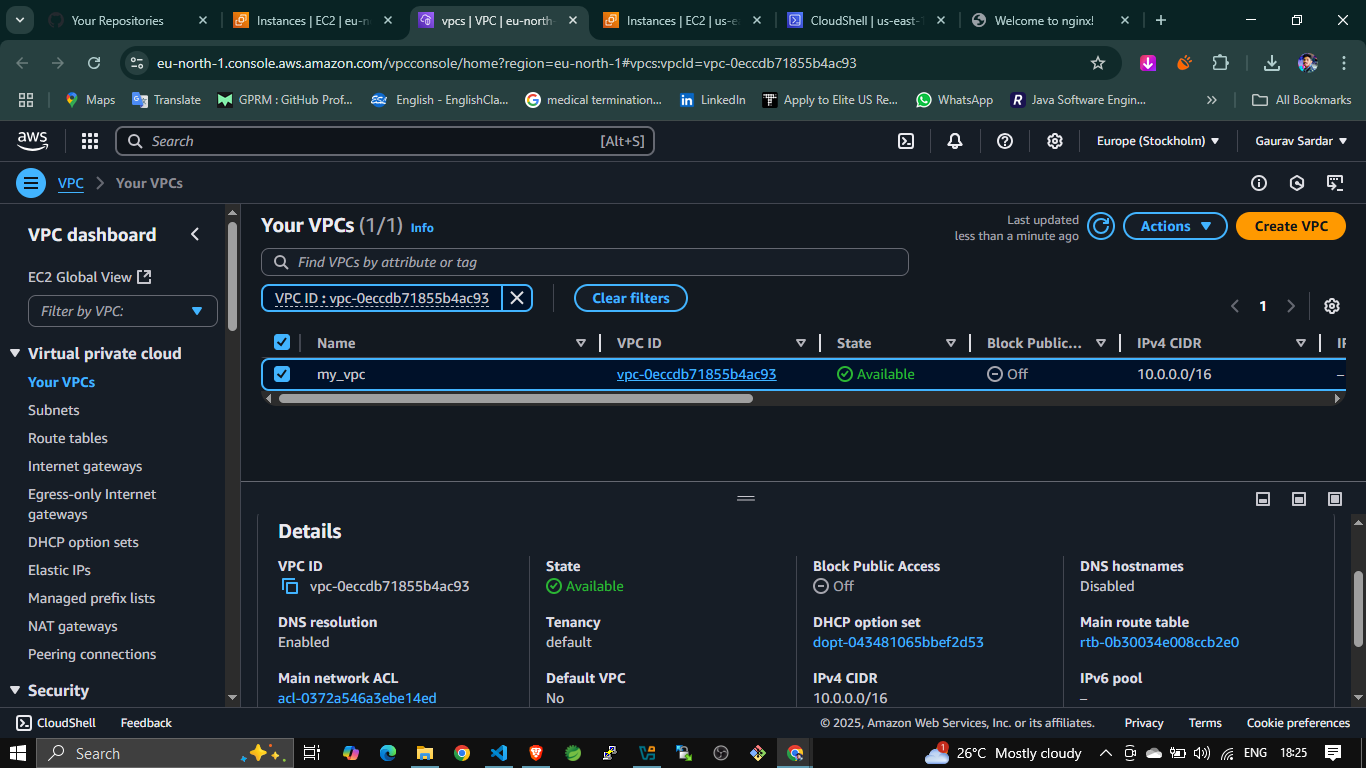 Your Repositories
Instances | EC2 | eu-n
vpcs | VPC | eu-north-
Instances | EC2 | us-ea
CloudShell | us-east-1
Welcome to nginx!
eu-north-1.console.aws.amazon.com/vpcconsole/home?region=eu-north-1#vpcs:vpcId=vpc-0eccdb71855b4ac93
Maps
Translate
GPRM : GitHub Prof...
English - EnglishCla...
medical termination...
LinkedIn
Apply to Elite US Re...
WhatsApp
Java Software Engin...
All Bookmarks
aws
Search
[Alt+S]
Europe (Stockholm)
Gaurav Sardar
VPC
Your VPCs
VPC dashboard
EC2 Global View
Filter by VPC:
Virtual private cloud
Your VPCs
Subnets
Route tables
Internet gateways
Egress-only Internet
gateways
DHCP option sets
Elastic IPs
Managed prefix lists
NAT gateways
Peering connections
Security
Your VPCs (1/1) Info
Last updated
less than a minute ago
Actions
Create VPC
Find VPCs by attribute or tag
VPC ID : vpc-0eccdb71855b4ac93
Clear filters
1
Name
VPC ID
State
Block Public...
IPv4 CIDR
my_vpc
vpc-0eccdb71855b4ac93
Available
Off
10.0.0.0/16
–
Details
VPC ID
vpc-0eccdb71855b4ac93
State
Available
Block Public Access
Off
DNS hostnames
Disabled
DNS resolution
Enabled
Tenancy
default
DHCP option set
dopt-043481065bbef2d53
Main route table
rtb-0b30034e008ccb2e0
Main network ACL
acl-0372a546a3ebe14ed
Default VPC
No
IPv4 CIDR
10.0.0.0/16
IPv6 pool
–
CloudShell
Feedback
© 2025, Amazon Web Services, Inc. or its affiliates.
Privacy
Terms
Cookie preferences
Search
1
26°C Mostly cloudy
ENG
18:25